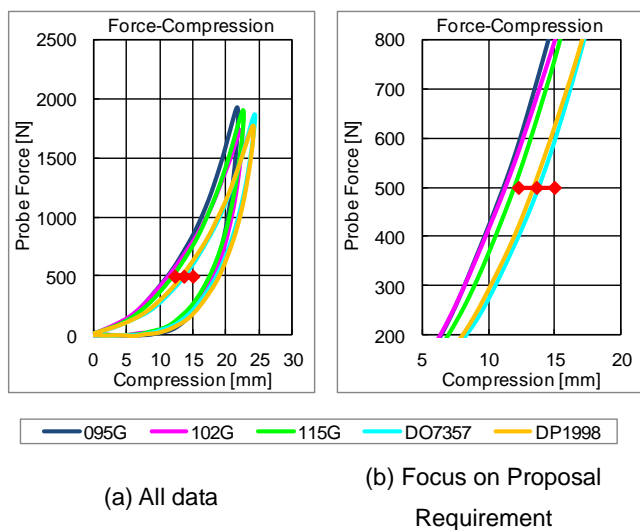 Force-Compression
Probe Force [N]
2500
2000
1500
1000
500
0
0 5 10 15 20 25 30
Compression [mm]
Force-Compression
Probe Force [N]
800
700
600
500
400
300
200
5 10 15 20
Compression [mm]
095G 102G 115G DO7357 DP1998
(a) All data
(b) Focus on Proposal
Requirement